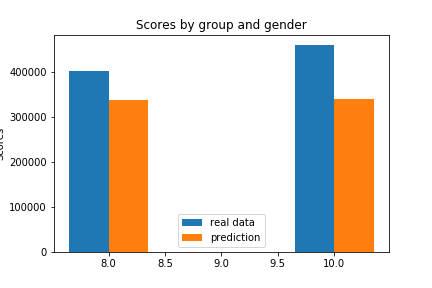 Scores by group and gender
400000
300000
200000
100000
0
Scores
real data
prediction
8.0 8.5 9.0 9.5 10.0